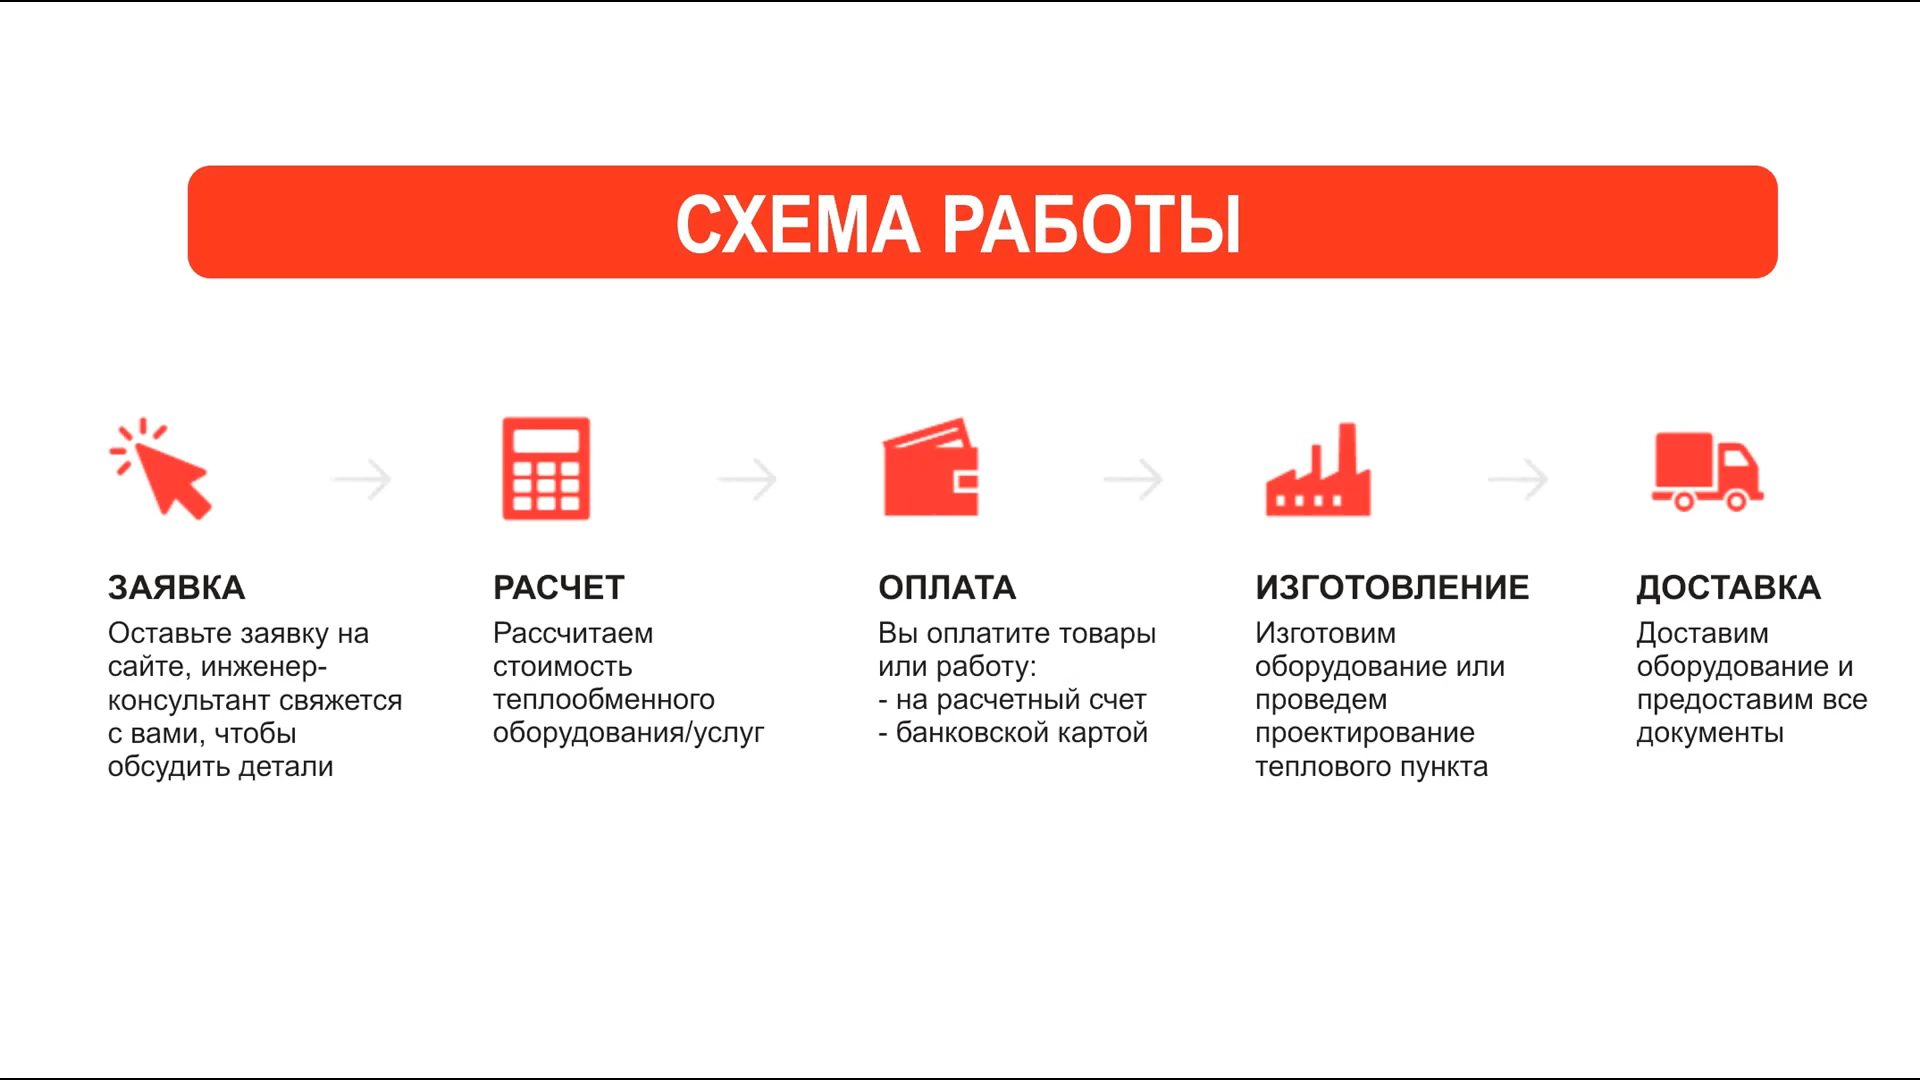 СХЕМА РАБОТЫ
ЗАЯВКА
Оставьте заявку на
сайте, инженер-
консультант свяжется
с вами, чтобы
обсудить детали
РАСЧЕТ
Рассчитаем
стоимость
теплообменного
оборудования/услуг
ОПЛАТА
Вы оплатите товары
или работу:
- на расчетный счет
- банковской картой
ИЗГОТОВЛЕНИЕ
Изготовим
оборудование или
проведем
проектирование
теплового пункта
ДОСТАВКА
Доставим
оборудование и
предоставим все
документы